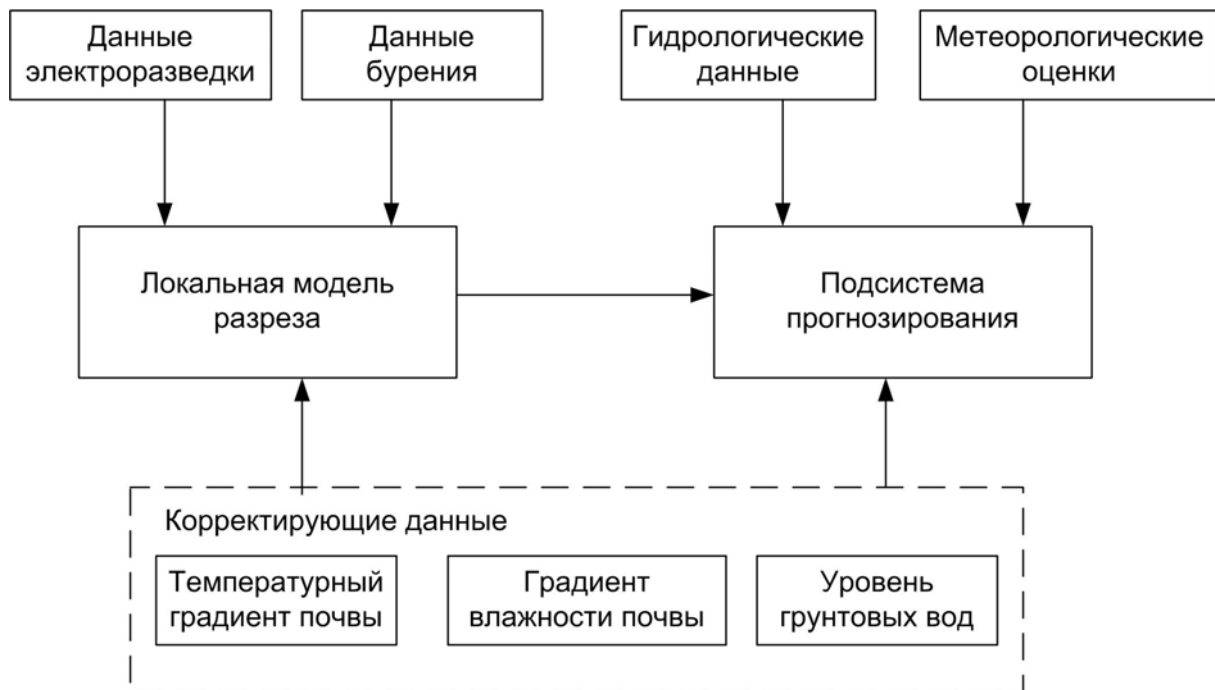 Данные
электроразведки
Данные
бурения
Гидрологические
данные
Метеорологические
оценки
Локальная модель
разреза
Подсистема
прогнозирования
Корректирующие данные
Температурный
градиент почвы
Градиент
влажности почвы
Уровень
грунтовых вод